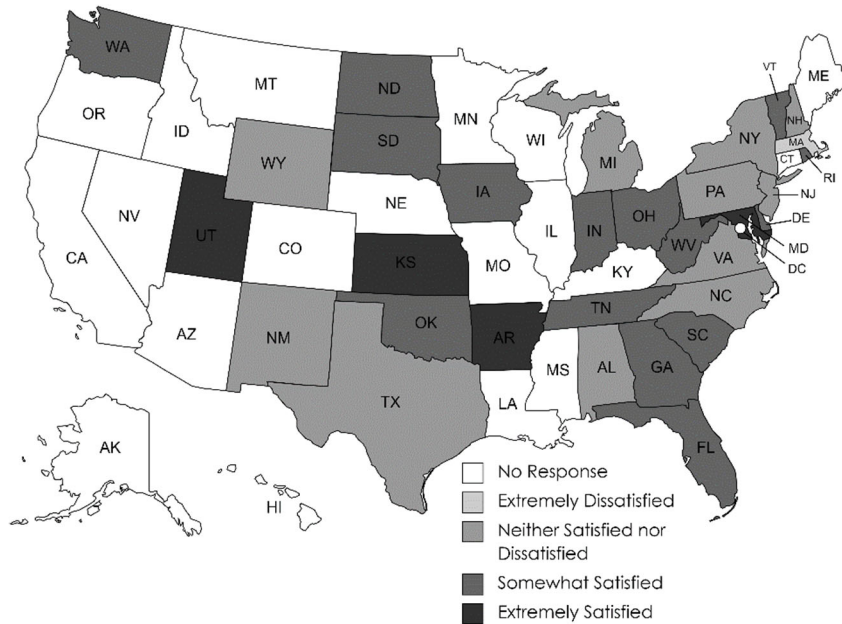 WA
MT
ND
MN
VT
ME
OR
ID
SD
WI
NY
NH
MA
WY
MI
CT
RI
IA
PA
NJ
NV
NE
OH
DE
UT
IL
IN
MD
CA
CO
WV
VA
DC
KS
MO
KY
NC
TN
AZ
NM
OK
AR
SC
MS
AL
GA
TX
LA
AK
FL
HI
No Response
Extremely Dissatisfied
Neither Satisfied nor
Dissatisfied
Somewhat Satisfied
Extremely Satisfied